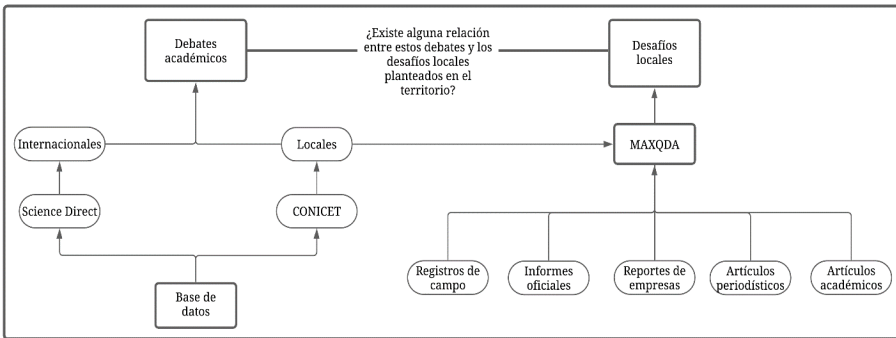 Debates
académicos
¿Existe alguna relación
entre estos debates y los
desafíos locales
planteados en el
territorio?
Desafíos
locales
Internacionales
Locales
MAXQDA
Science Direct
CONICET
Registros de
campo
Informes
oficiales
Reportes de
empresas
Artículos
periodísticos
Artículos
académicos
Base de
datos